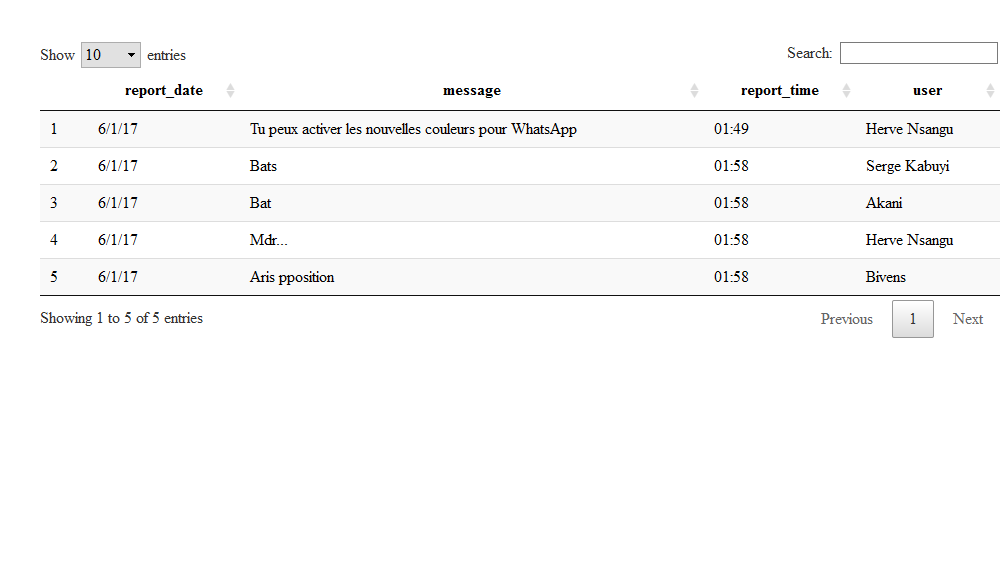 Show 10 entries Search:
report_date message report_time user
1 6/1/17 Tu peux activer les nouvelles couleurs pour WhatsApp 01:49 Herve Nsangu
2 6/1/17 Bats 01:58 Serge Kabuyi
3 6/1/17 Bat 01:58 Akani
4 6/1/17 Mdr... 01:58 Herve Nsangu
5 6/1/17 Aris pposition 01:58 Bivens
Showing 1 to 5 of 5 entries Previous 1 Next